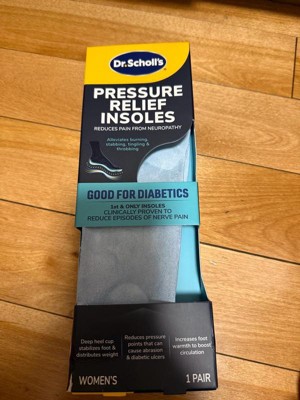 Dr.Scholl's
PRESSURE
RELIEF
INSOLES
REDUCES PAIN FROM NEUROPATHY
Alleviates burning,
stabbing, tingling &
throbbing
GOOD FOR DIABETICS
1st & ONLY INSOLES
CLINICALLY PROVEN TO
REDUCE EPISODES OF NERVE PAIN
Deep heel cup
stabilizes foot &
distributes weight
Reduces pressure
points that can
cause abrasion
& diabetic ulcers
Increases foot
warmth to boost
circulation
WOMEN'S
1 PAIR